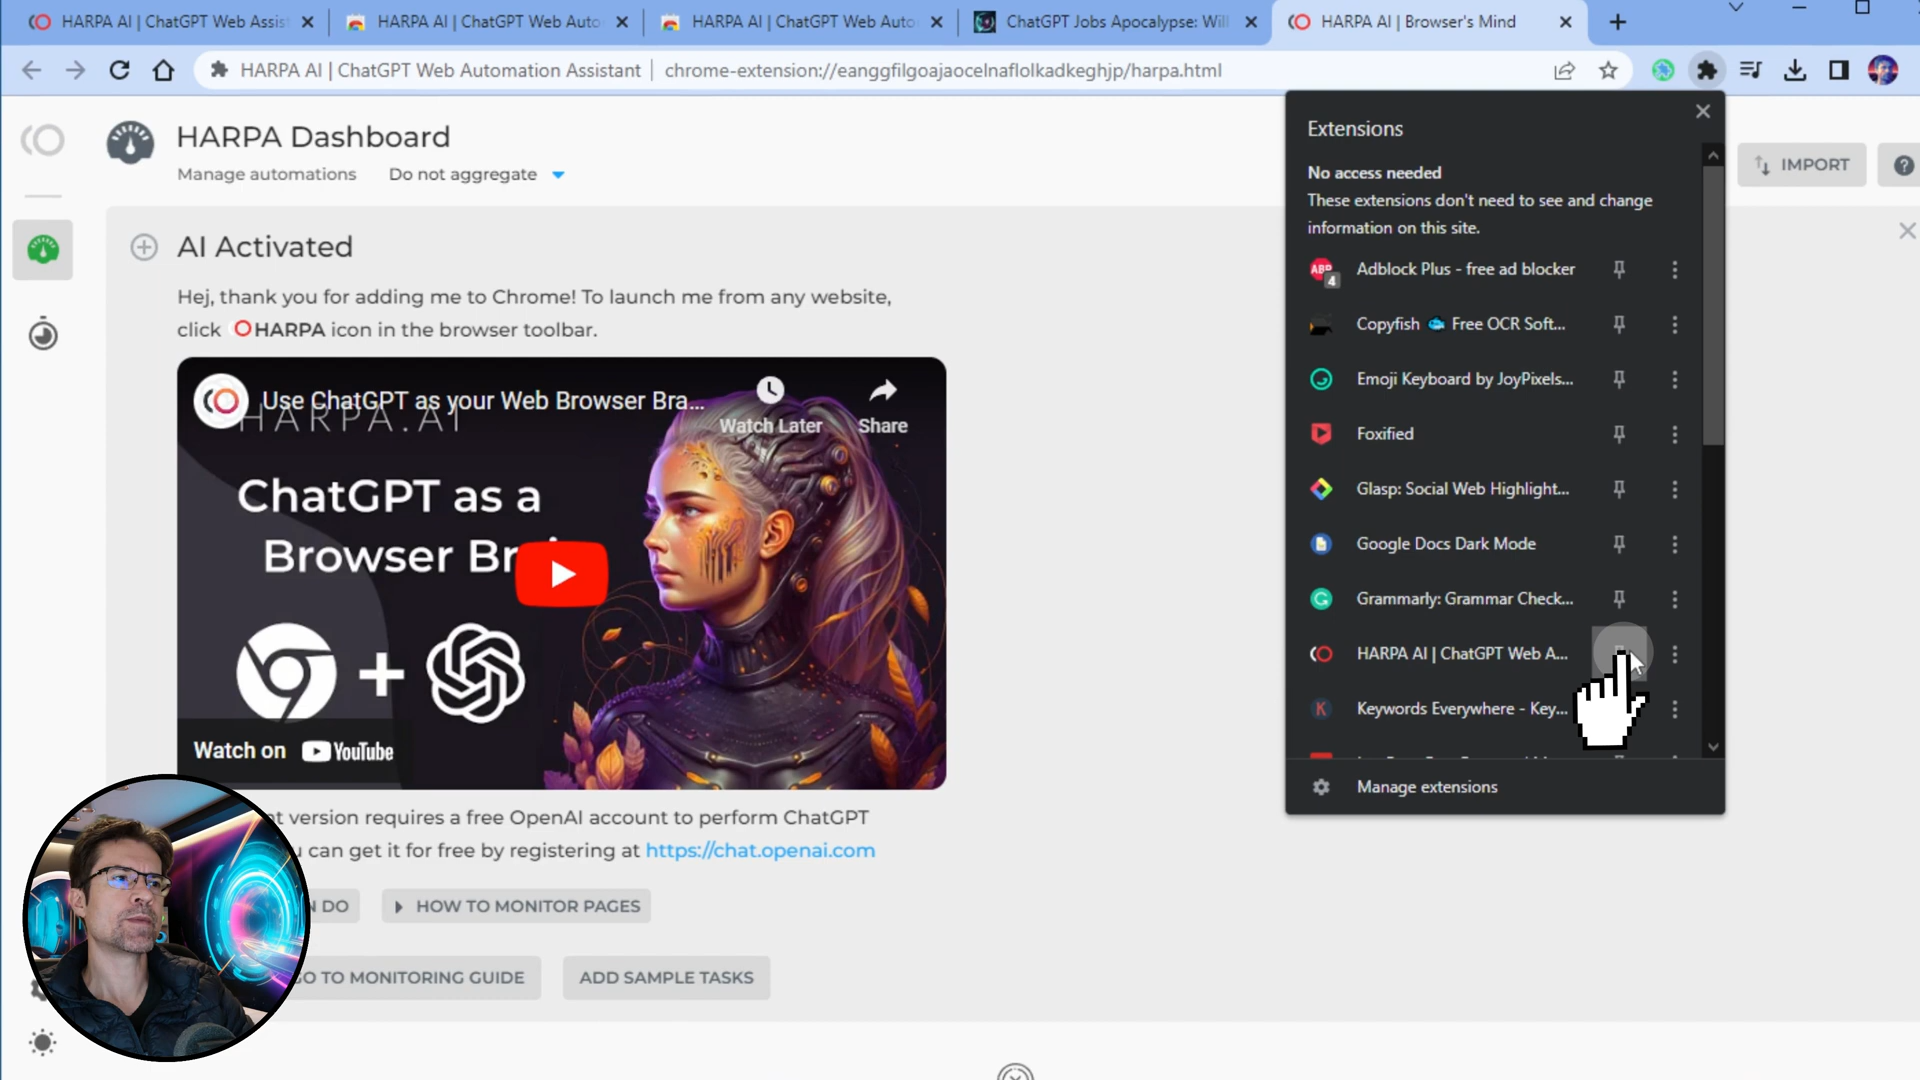 HARPA AI | ChatGPT Web Assis
HARPA AI | ChatGPT Web Auto
HARPA AI | ChatGPT Web Auto
ChatGPT Jobs Apocalypse: Will
HARPA AI | Browser's Mind
HARPA AI | ChatGPT Web Automation Assistant
chrome-extension://eanggfilgoajaocelnaflolkadkeghjp/harpa.html
HARPA Dashboard
Manage automations
Do not aggregate
IMPORT
AI Activated
Hej, thank you for adding me to Chrome! To launch me from any website,
click HARPA icon in the browser toolbar.
Use ChatGPT as your Web Browser Bra...
HARPA.AI
Watch Later
Share
ChatGPT as a
Browser Br
Watch on YouTube
version requires a free OpenAI account to perform ChatGPT
can get it for free by registering at https://chat.openai.com
DO
HOW TO MONITOR PAGES
GO TO MONITORING GUIDE
ADD SAMPLE TASKS
Extensions
No access needed
These extensions don't need to see and change
information on this site.
ABP
4
Adblock Plus - free ad blocker
Copyfish Free OCR Soft...
Emoji Keyboard by JoyPixels...
Foxified
Glasp: Social Web Highlight...
Google Docs Dark Mode
Grammarly: Grammar Check...
HARPA AI | ChatGPT Web A...
K
Keywords Everywhere - Key...
Manage extensions